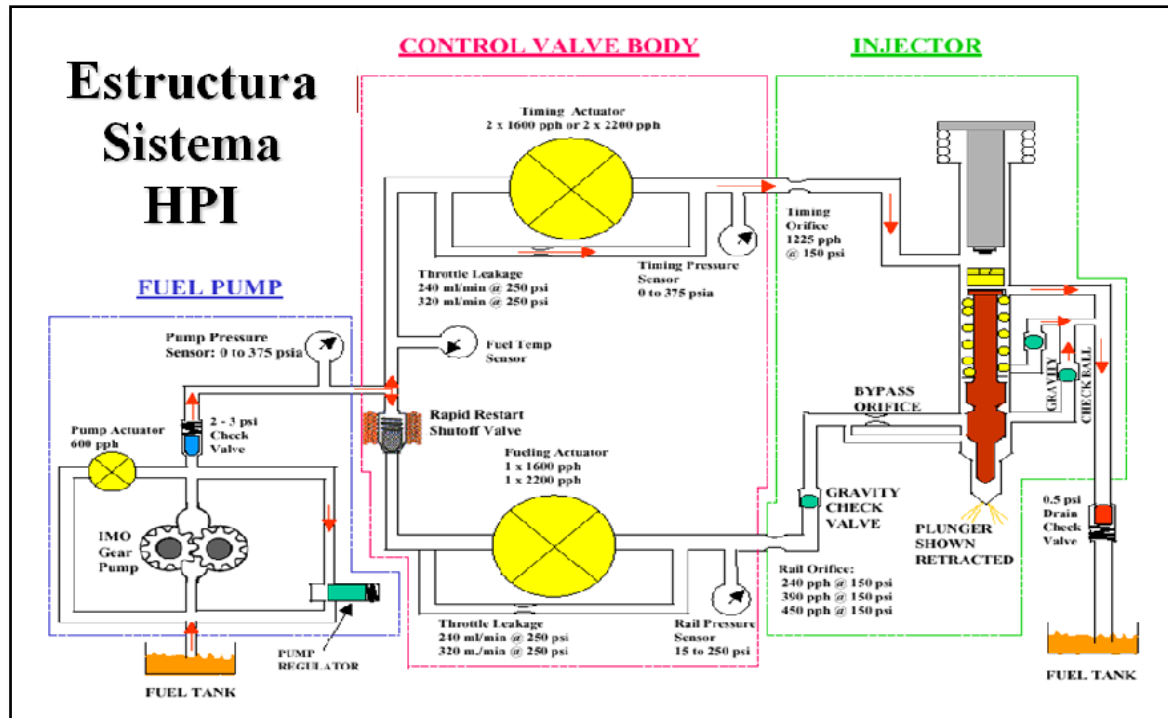 Estructura
Sistema
HPI
CONTROL VALVE BODY
INJECTOR
FUEL PUMP
Timing Actuator
2 x 1600 pph or 2 x 2200 pph
Throttle Leakage
240 ml/min @ 250 psi
320 ml/min @ 250 psi
Timing Pressure
Sensor
0 to 375 psia
Timing
Orifice
1225 pph
@ 150 psi
Pump Pressure
Sensor: 0 to 375 psia
Fuel Temp
Sensor
Rapid Restart
Shutoff Valve
2 - 3 psi
Check
Valve
Pump Actuator
600 pph
IMO
Gear
Pump
PUMP
REGULATOR
FUEL TANK
Fueling Actuator
1 x 1600 pph
1 x 2200 pph
Throttle Leakage
240 ml/min @ 250 psi
320 m./min @ 250 psi
Rail Pressure
Sensor
15 to 250 psi
BYPASS
ORIFICE
GRAVITY
CHECK BALL
GRAVITY
CHECK
VALVE
Rail Orifice:
240 pph @ 150 psi
390 pph @ 150 psi
450 pph @ 150 psi
PLUNGER
SHOWN
RETRACTED
0.5 psi
Drain
Check
Valve
FUEL TANK